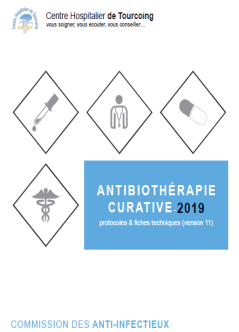 Centre Hospitalier de Tourcoing
vous soigner, vous écouter, vous conseiller...
ANTIBIOTHÉRAPIE
CURATIVE 2019
protocoles & fiches techniques (version 11)
COMMISSION DES ANTI-INFECTIEUX